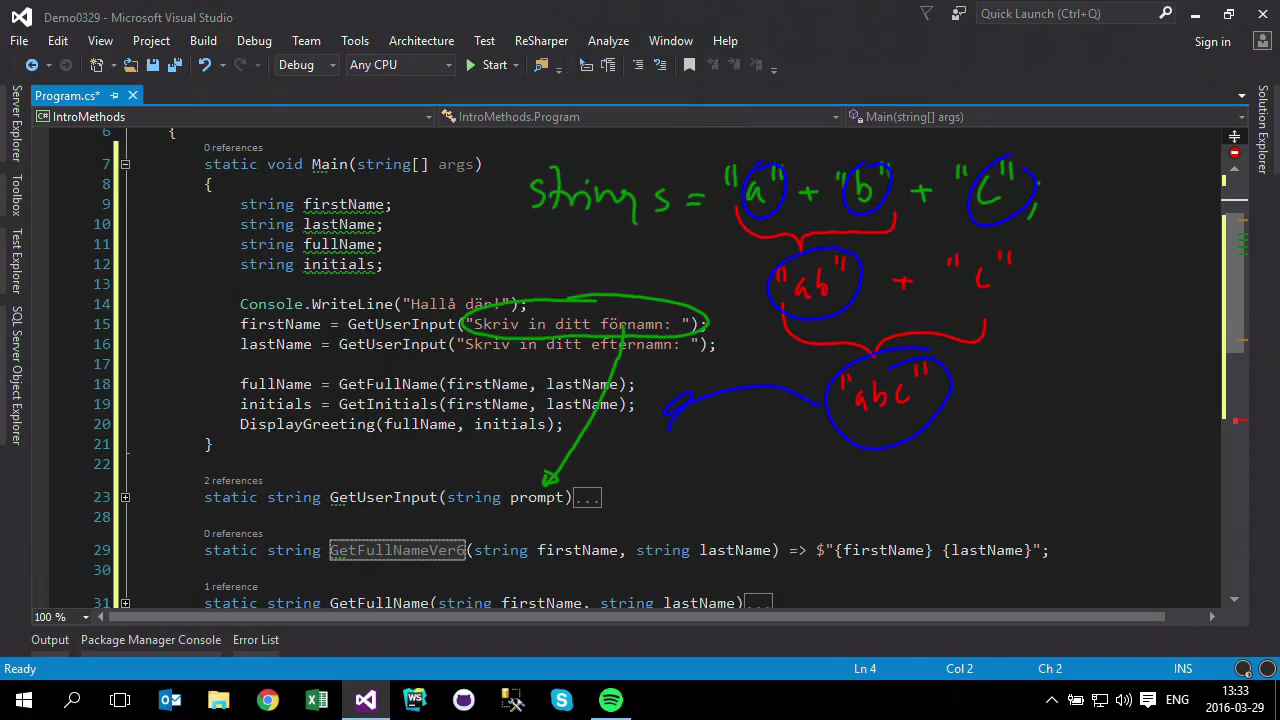 Demo0329 - Microsoft Visual Studio
Quick Launch (Ctrl+Q)
File Edit View Project Build Debug Team Tools Architecture Test ReSharper Analyze Window Help
Sign in
Debug Any CPU Start
Program.cs*
IntroMethods IntroMethods.Program Main(string[] args)
Server Explorer
Toolbox
Test Explorer
SQL Server Object Explorer
Solution Explorer
6 {
0 references
7 static void Main(string[] args)
8 {
9 string firstName;
10 string lastName;
11 string fullName;
12 string initials;
13
14 Console.WriteLine("Hallå där!");
15 firstName = GetUserInput("Skriv in ditt förnamn: ");
16 lastName = GetUserInput("Skriv in ditt efternamn: ");
17
18 fullName = GetFullName(firstName, lastName);
19 initials = GetInitials(firstName, lastName);
20 DisplayGreeting(fullName, initials);
21 }
22
2 references
23 static string GetUserInput(string prompt)...
28
0 references
29 static string GetFullNameVer6(string firstName, string lastName) => $"{firstName} {lastName}";
30
1 reference
31 static string GetFullName(string firstName, string lastName)...
string s = "a" + "b" + "c";
"ab" + "c"
"abc"
100 %
Output Package Manager Console Error List
Ready Ln 4 Col 2 Ch 2 INS
ENG 13:33
2016-03-29